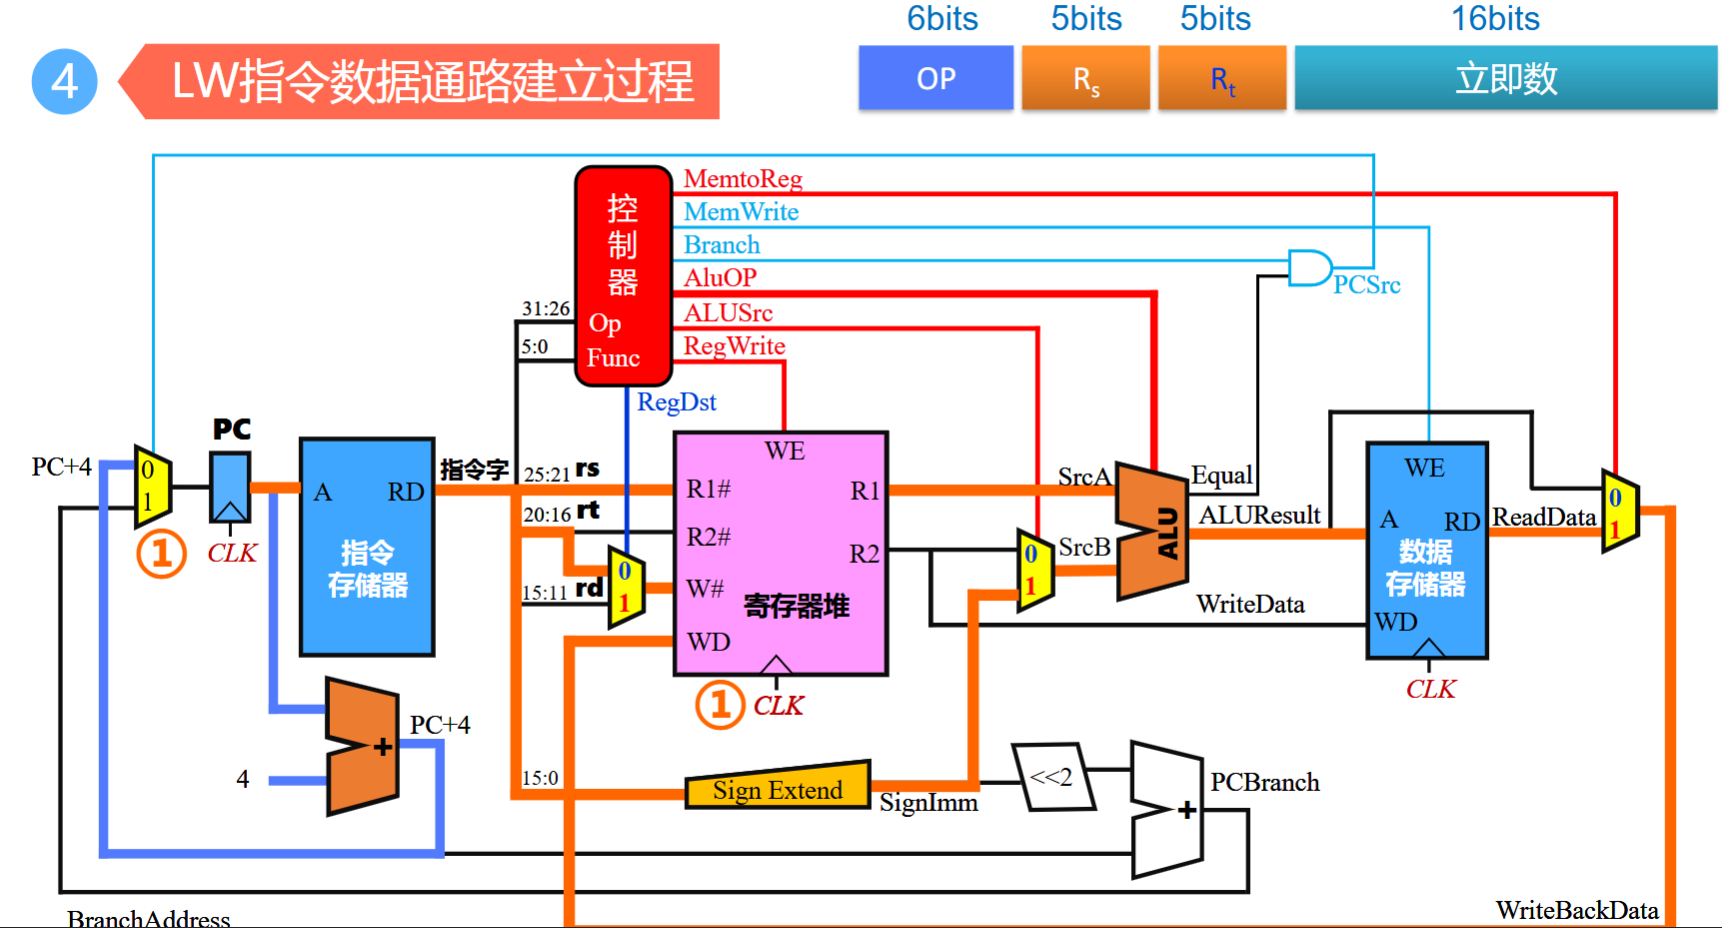 6bits 5bits 5bits 16bits
4 LW指令数据通路建立过程
OP Rs Rt 立即数
MemtoReg
控制器
MemWrite
Branch
AluOP
PCSrc
31:26
Op
ALUSrc
5:0
Func
RegWrite
RegDst
PC
WE
PC+4
0
1
指令字
25:21 rs
A
RD
R1#
R1
SrcA
Equal
WE
0
1
20:16 rt
ALUResult
A
RD
ReadData
①
CLK
指令
存储器
R2#
R2
0
1
SrcB
ALU
数据
存储器
0
1
15:11 rd
W#
寄存器堆
WriteData
WD
WD
CLK
①
CLK
PC+4
+
4
15:0
Sign Extend
SignImm
<<2
PCBranch
+
BranchAddress
WriteBackData